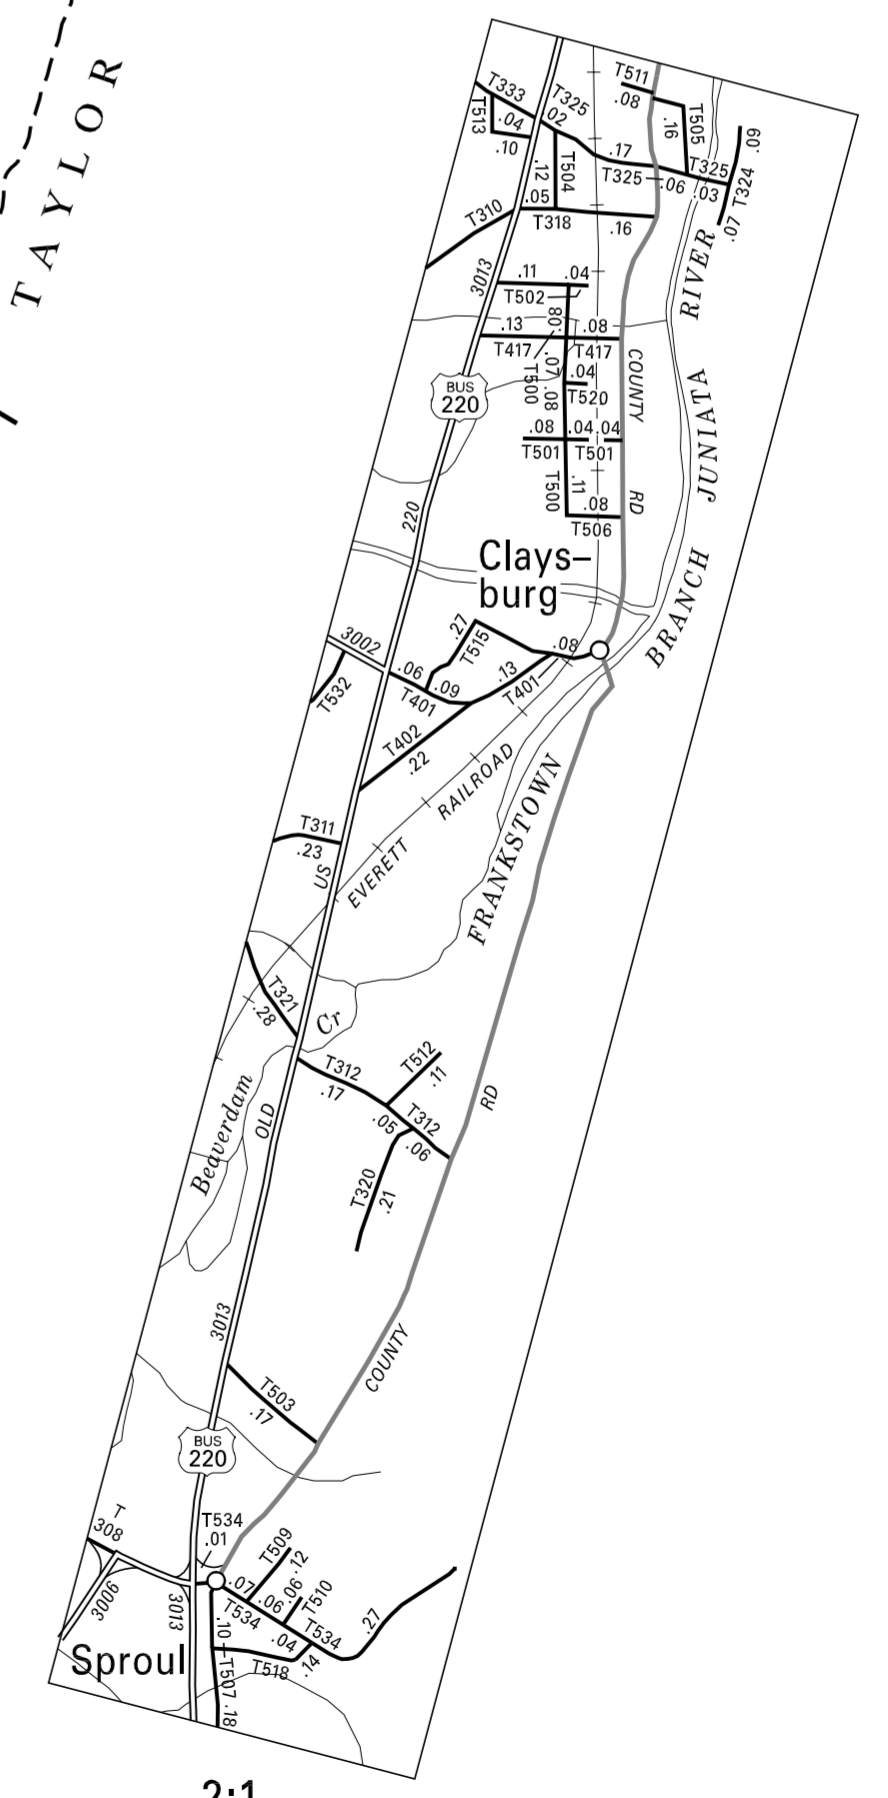 TAYLOR
T333
T325
.02
T511
.08
T513
.04
.10
.12
T504
.17
.16
T505
T325
.09
T324
T325
.06
.03
.07
T310
.05
T318
.16
RIVER
3013
.11
.04
T502
.08
.13
.08
T417
T417
COUNTY
.07
T500
.08
.04
T520
BUS
220
JUNIATA
.08
.04
.04
T501
T501
T500
.11
.08
T506
RD
220
Clays–
burg
BRANCH
3002
.27
T515
.08
.06
.09
.13
T401
T401
T532
T402
.22
RAILROAD
FRANKSTOWN
T311
.23
US
EVERETT
T321
.28
Cr
T312
.17
T512
.11
RD
.05
T312
.06
Beaverdam
OLD
T320
.21
3013
COUNTY
T503
.17
BUS
220
T
308
T534
.01
T509
.12
.07
.06
.06
T510
3006
3013
T534
.04
T534
.27
.10
T518
.14
Sproul
T507
.18
2:1